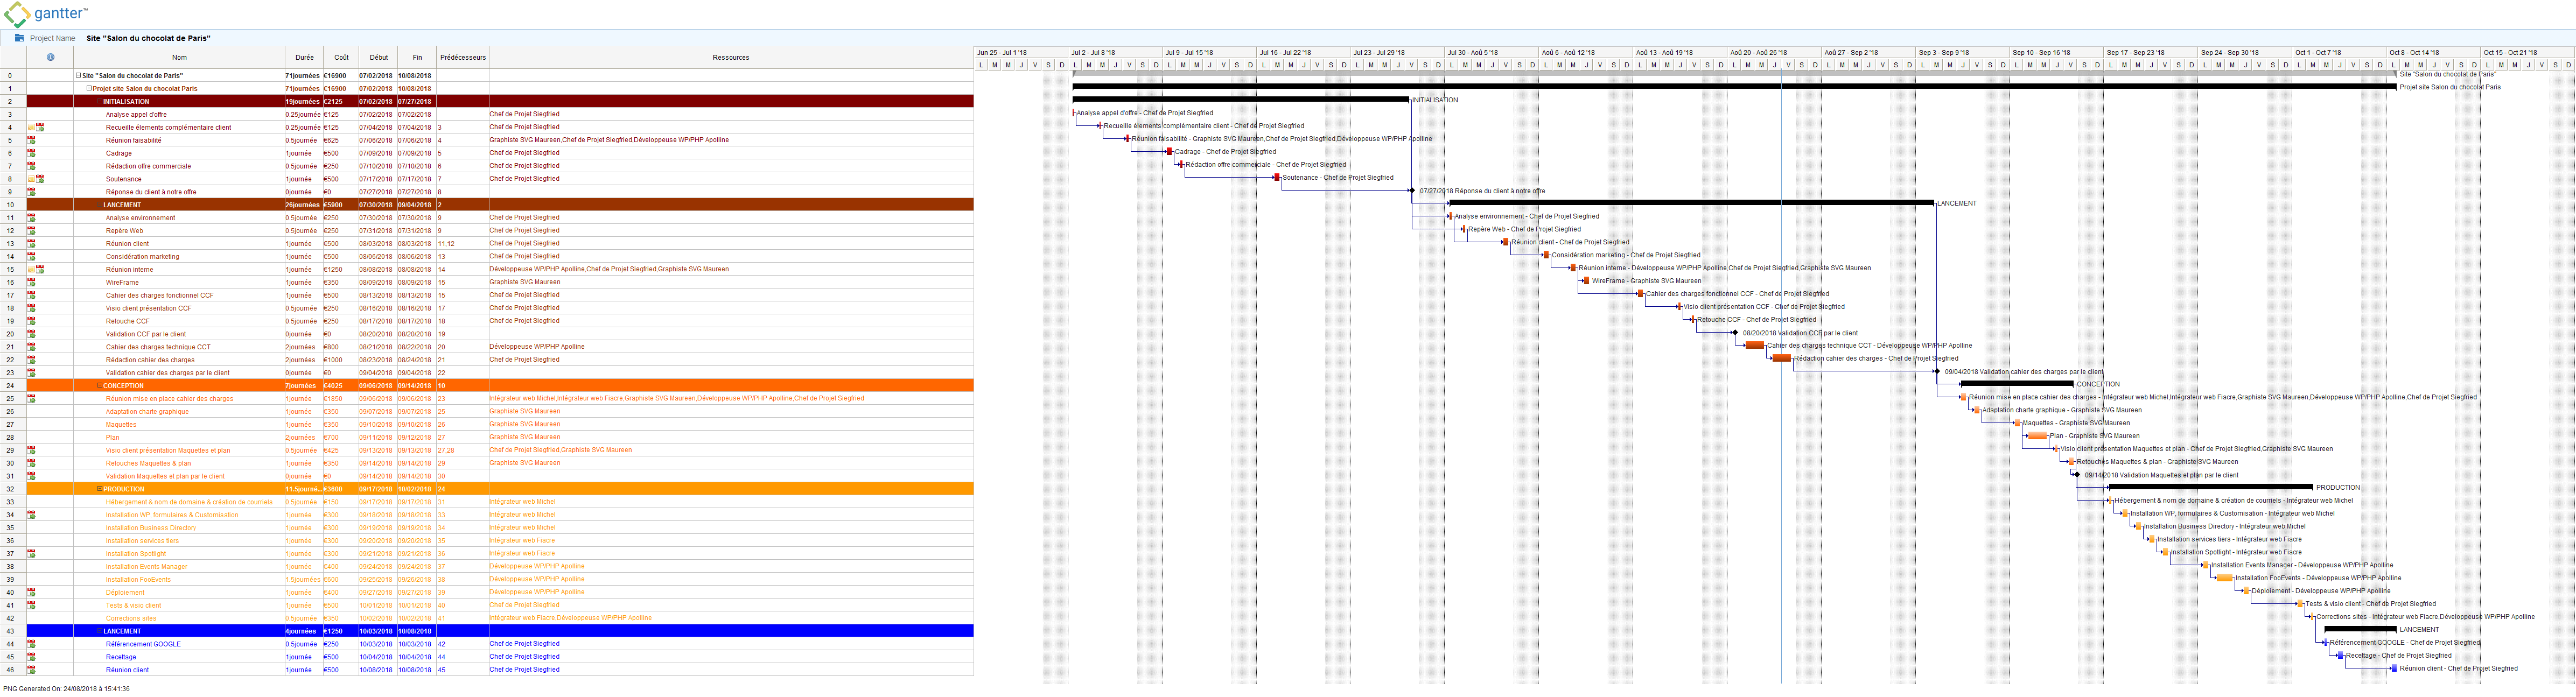 gantter™
Project Name Site "Salon du chocolat de Paris"
Nom Durée Coût Début Fin Prédécesseurs Ressources
Jun 25 - Jul 1 '18 Jul 2 - Jul 8 '18 Jul 9 - Jul 15 '18 Jul 16 - Jul 22 '18 Jul 23 - Jul 29 '18 Jul 30 - Aoû 5 '18 Aoû 6 - Aoû 12 '18 Aoû 13 - Aoû 19 '18 Aoû 20 - Aoû 26 '18 Aoû 27 - Sep 2 '18 Sep 3 - Sep 9 '18 Sep 10 - Sep 16 '18 Sep 17 - Sep 23 '18 Sep 24 - Sep 30 '18 Oct 1 - Oct 7 '18 Oct 8 - Oct 14 '18 Oct 15 - Oct 21 '18
L M M J V S D L M M J V S D L M M J V S D L M M J V S D L M M J V S D L M M J V S D L M M J V S D L M M J V S D L M M J V S D L M M J V S D L M M J V S D L M M J V S D L M M J V S D L M M J V S D L M M J V S D L M M J V S D L M M J V S D
0 Site "Salon du chocolat de Paris" 71journées €16900 07/02/2018 10/08/2018 Site "Salon du chocolat de Paris"
1 Projet site Salon du chocolat Paris 71journées €16900 07/02/2018 10/08/2018 Projet site Salon du chocolat Paris
2 INITIALISATION 19journées €2125 07/02/2018 07/27/2018 INITIALISATION
3 Analyse appel d'offre 0.25journée €125 07/02/2018 07/02/2018 Chef de Projet Siegfried Analyse appel d'offre - Chef de Projet Siegfried
4 Recueille élements complémentaire client 0.25journée €125 07/04/2018 07/04/2018 3 Chef de Projet Siegfried Recueille élements complémentaire client - Chef de Projet Siegfried
5 Réunion faisabilité 0.5journée €625 07/06/2018 07/06/2018 4 Graphiste SVG Maureen,Chef de Projet Siegfried,Développeuse WP/PHP Apolline Réunion faisabilité - Graphiste SVG Maureen,Chef de Projet Siegfried,Développeuse WP/PHP Apolline
6 Cadrage 1journée €500 07/09/2018 07/09/2018 5 Chef de Projet Siegfried Cadrage - Chef de Projet Siegfried
7 Rédaction offre commerciale 0.5journée €250 07/10/2018 07/10/2018 6 Chef de Projet Siegfried Rédaction offre commerciale - Chef de Projet Siegfried
8 Soutenance 1journée €500 07/17/2018 07/17/2018 7 Chef de Projet Siegfried Soutenance - Chef de Projet Siegfried
9 Réponse du client à notre offre 0journée €0 07/27/2018 07/27/2018 8 07/27/2018 Réponse du client à notre offre
10 LANCEMENT 26journées €5900 07/30/2018 09/04/2018 2 LANCEMENT
11 Analyse environnement 0.5journée €250 07/30/2018 07/30/2018 9 Chef de Projet Siegfried Analyse environnement - Chef de Projet Siegfried
12 Repère Web 0.5journée €250 07/31/2018 07/31/2018 9 Chef de Projet Siegfried Repère Web - Chef de Projet Siegfried
13 Réunion client 1journée €500 08/03/2018 08/03/2018 11,12 Chef de Projet Siegfried Réunion client - Chef de Projet Siegfried
14 Considération marketing 1journée €500 08/06/2018 08/06/2018 13 Chef de Projet Siegfried Considération marketing - Chef de Projet Siegfried
15 Réunion interne 1journée €1250 08/08/2018 08/08/2018 14 Développeuse WP/PHP Apolline,Chef de Projet Siegfried,Graphiste SVG Maureen Réunion interne - Développeuse WP/PHP Apolline,Chef de Projet Siegfried,Graphiste SVG Maureen
16 WireFrame 1journée €350 08/09/2018 08/09/2018 15 Graphiste SVG Maureen WireFrame - Graphiste SVG Maureen
17 Cahier des charges fonctionnel CCF 1journée €500 08/13/2018 08/13/2018 15 Chef de Projet Siegfried Cahier des charges fonctionnel CCF - Chef de Projet Siegfried
18 Visio client présentation CCF 0.5journée €250 08/16/2018 08/16/2018 17 Chef de Projet Siegfried Visio client présentation CCF - Chef de Projet Siegfried
19 Retouche CCF 0.5journée €250 08/17/2018 08/17/2018 18 Chef de Projet Siegfried Retouche CCF - Chef de Projet Siegfried
20 Validation CCF par le client 0journée €0 08/20/2018 08/20/2018 19 08/20/2018 Validation CCF par le client
21 Cahier des charges technique CCT 2journées €800 08/21/2018 08/22/2018 20 Développeuse WP/PHP Apolline Cahier des charges technique CCT - Développeuse WP/PHP Apolline
22 Rédaction cahier des charges 2journées €1000 08/23/2018 08/24/2018 21 Chef de Projet Siegfried Rédaction cahier des charges - Chef de Projet Siegfried
23 Validation cahier des charges par le client 0journée €0 09/04/2018 09/04/2018 22 09/04/2018 Validation cahier des charges par le client
24 CONCEPTION 7journées €4025 09/06/2018 09/14/2018 10 CONCEPTION
25 Réunion mise en place cahier des charges 1journée €1850 09/06/2018 09/06/2018 23 Intégrateur web Michel,Intégrateur web Fiacre,Graphiste SVG Maureen,Développeuse WP/PHP Apolline,Chef de Projet Siegfried Réunion mise en place cahier des charges - Intégrateur web Michel,Intégrateur web Fiacre,Graphiste SVG Maureen,Développeuse WP/PHP Apolline,Chef de Projet Siegfried
26 Adaptation charte graphique 1journée €350 09/07/2018 09/07/2018 25 Graphiste SVG Maureen Adaptation charte graphique - Graphiste SVG Maureen
27 Maquettes 1journée €350 09/10/2018 09/10/2018 26 Graphiste SVG Maureen Maquettes - Graphiste SVG Maureen
28 Plan 2journées €700 09/11/2018 09/12/2018 27 Graphiste SVG Maureen Plan - Graphiste SVG Maureen
29 Visio client présentation Maquettes et plan 0.5journée €425 09/13/2018 09/13/2018 27,28 Chef de Projet Siegfried,Graphiste SVG Maureen Visio client présentation Maquettes et plan - Chef de Projet Siegfried,Graphiste SVG Maureen
30 Retouches Maquettes & plan 1journée €350 09/14/2018 09/14/2018 29 Graphiste SVG Maureen Retouches Maquettes & plan - Graphiste SVG Maureen
31 Validation Maquettes et plan par le client 0journée €0 09/14/2018 09/14/2018 30 09/14/2018 Validation Maquettes et plan par le client
32 PRODUCTION 11.5journé... €3600 09/17/2018 10/02/2018 24 PRODUCTION
33 Hébergement & nom de domaine & création de courriels 0.5journée €150 09/17/2018 09/17/2018 31 Intégrateur web Michel Hébergement & nom de domaine & création de courriels - Intégrateur web Michel
34 Installation WP, formulaires & Customisation 1journée €300 09/18/2018 09/18/2018 33 Intégrateur web Michel Installation WP, formulaires & Customisation - Intégrateur web Michel
35 Installation Business Directory 1journée €300 09/19/2018 09/19/2018 34 Intégrateur web Michel Installation Business Directory - Intégrateur web Michel
36 Installation services tiers 1journée €300 09/20/2018 09/20/2018 35 Intégrateur web Fiacre Installation services tiers - Intégrateur web Fiacre
37 Installation Spotlight 1journée €300 09/21/2018 09/21/2018 36 Intégrateur web Fiacre Installation Spotlight - Intégrateur web Fiacre
38 Installation Events Manager 1journée €400 09/24/2018 09/24/2018 37 Développeuse WP/PHP Apolline Installation Events Manager - Développeuse WP/PHP Apolline
39 Installation FooEvents 1.5journées €600 09/25/2018 09/26/2018 38 Développeuse WP/PHP Apolline Installation FooEvents - Développeuse WP/PHP Apolline
40 Déploiement 1journée €400 09/27/2018 09/27/2018 39 Développeuse WP/PHP Apolline Déploiement - Développeuse WP/PHP Apolline
41 Tests & visio client 1journée €500 10/01/2018 10/01/2018 40 Chef de Projet Siegfried Tests & visio client - Chef de Projet Siegfried
42 Corrections sites 0.5journée €350 10/02/2018 10/02/2018 41 Intégrateur web Fiacre,Développeuse WP/PHP Apolline Corrections sites - Intégrateur web Fiacre,Développeuse WP/PHP Apolline
43 LANCEMENT 4journées €1250 10/03/2018 10/08/2018 LANCEMENT
44 Référencement GOOGLE 0.5journée €250 10/03/2018 10/03/2018 42 Chef de Projet Siegfried Référencement GOOGLE - Chef de Projet Siegfried
45 Recettage 1journée €500 10/04/2018 10/04/2018 44 Chef de Projet Siegfried Recettage - Chef de Projet Siegfried
46 Réunion client 1journée €500 10/08/2018 10/08/2018 45 Chef de Projet Siegfried Réunion client - Chef de Projet Siegfried
PNG Generated On: 24/08/2018 à 15:41:36